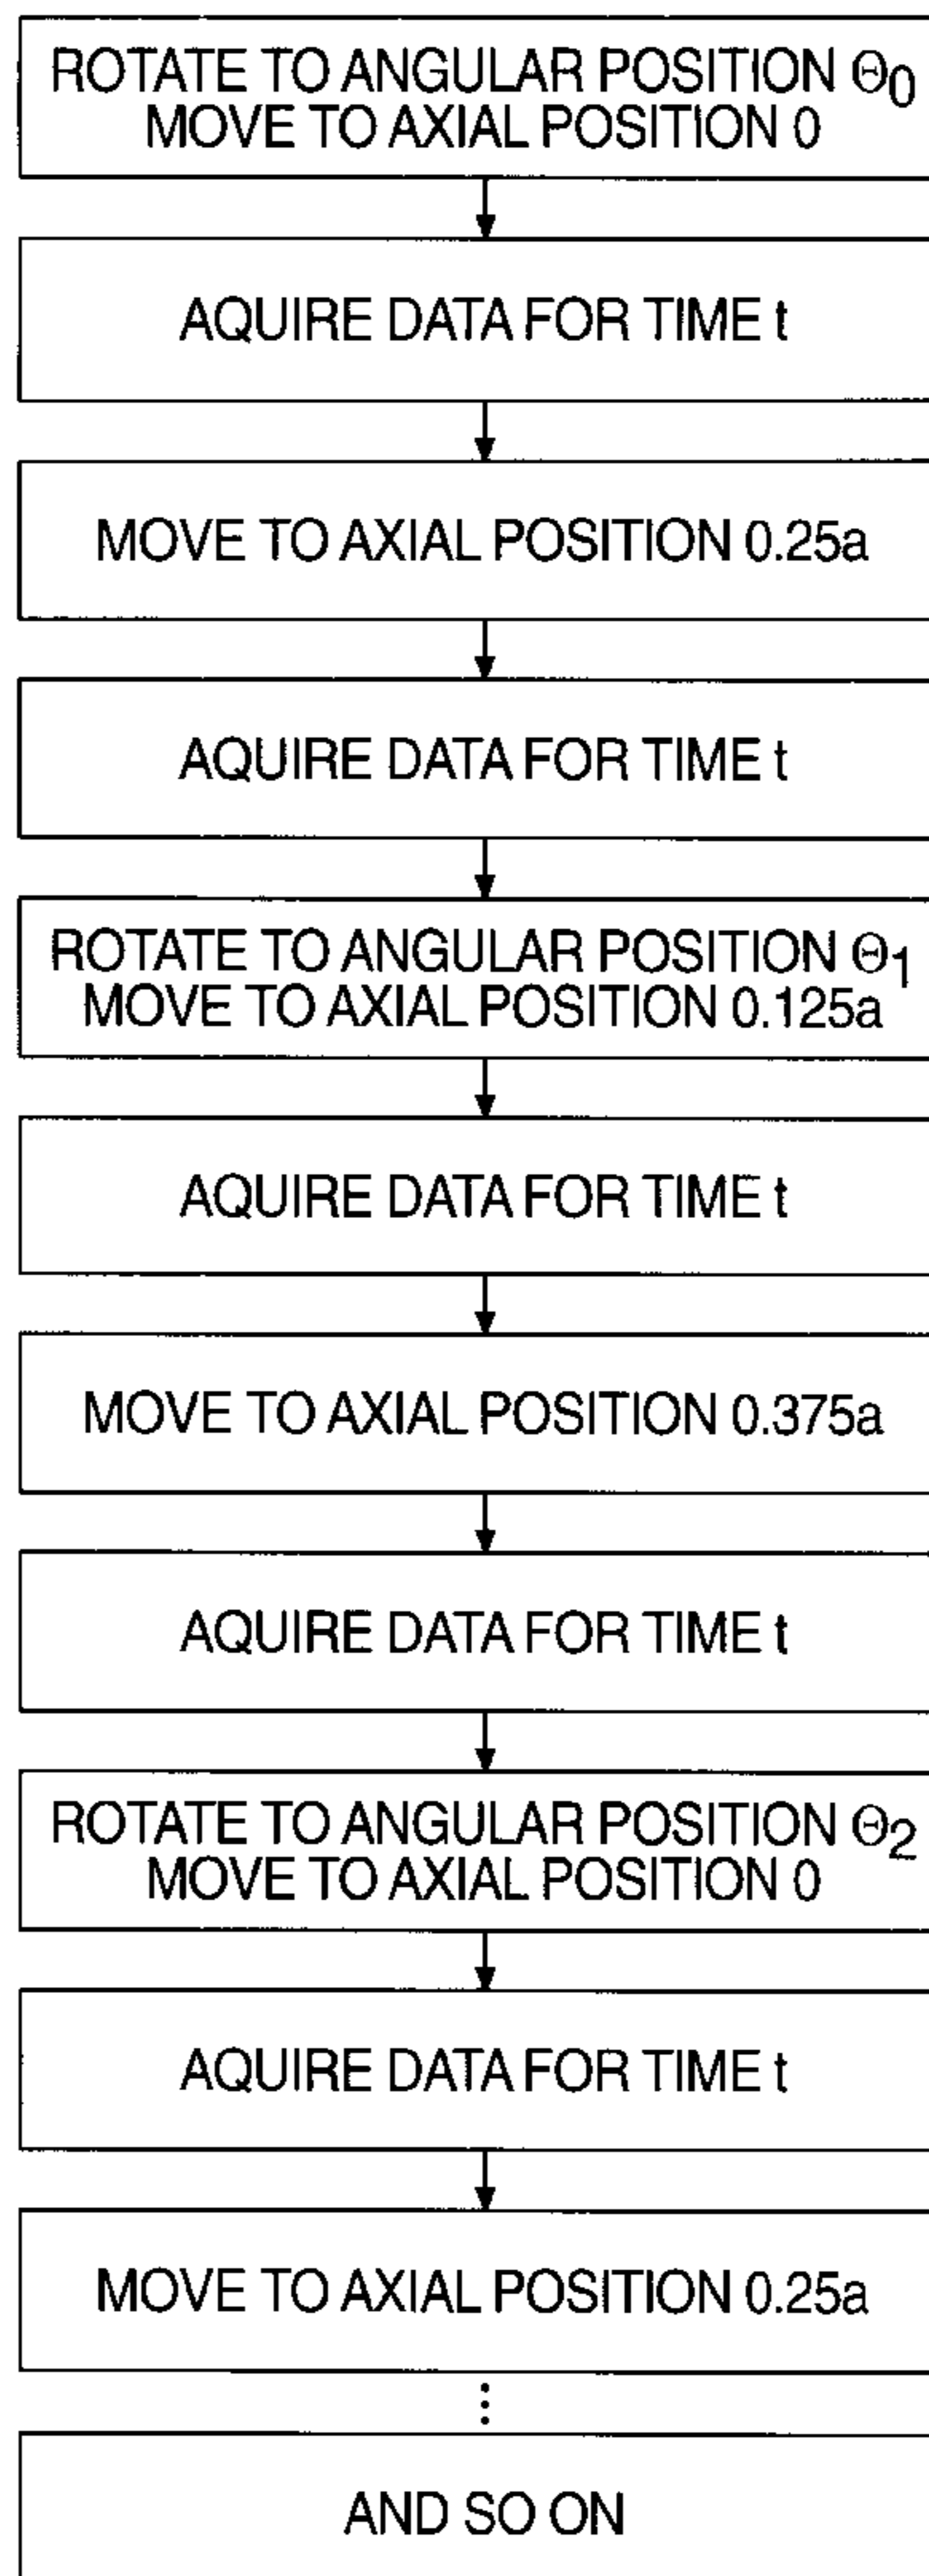 ROTATE TO ANGULAR POSITION Θ0
MOVE TO AXIAL POSITION 0
AQUIRE DATA FOR TIME t
MOVE TO AXIAL POSITION 0.25a
AQUIRE DATA FOR TIME t
ROTATE TO ANGULAR POSITION Θ1
MOVE TO AXIAL POSITION 0.125a
AQUIRE DATA FOR TIME t
MOVE TO AXIAL POSITION 0.375a
AQUIRE DATA FOR TIME t
ROTATE TO ANGULAR POSITION Θ2
MOVE TO AXIAL POSITION 0
AQUIRE DATA FOR TIME t
MOVE TO AXIAL POSITION 0.25a
AND SO ON